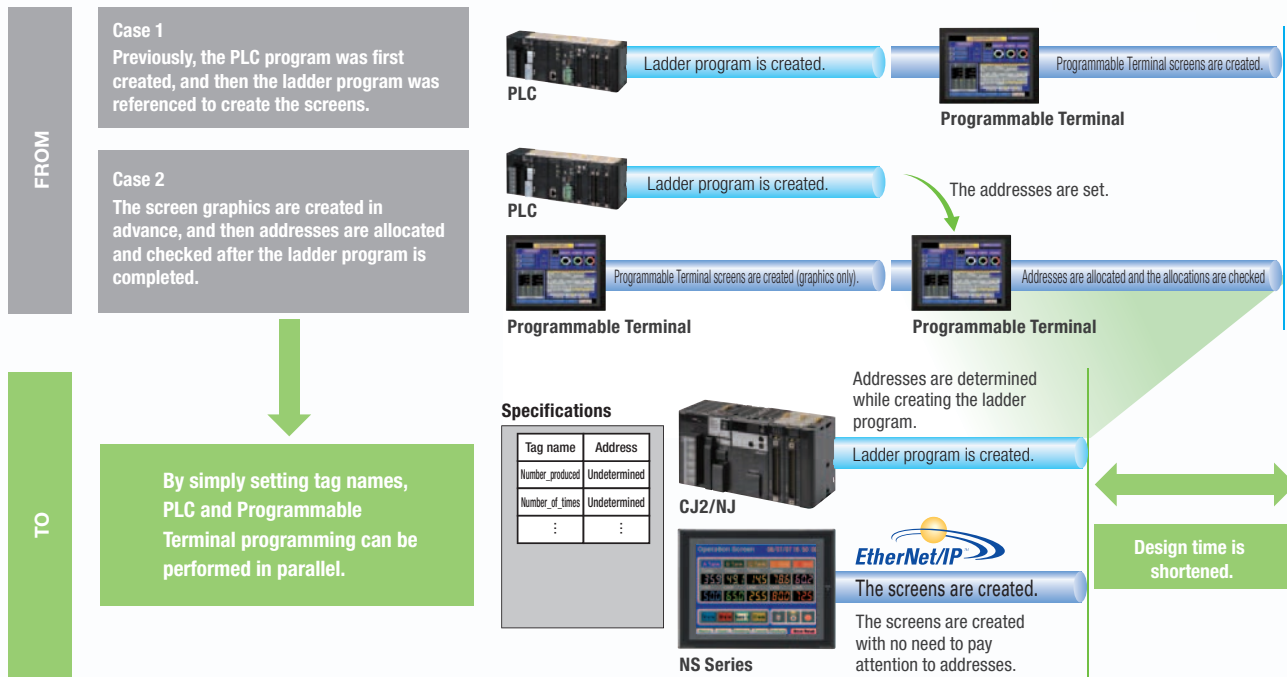 FROM
Case 1
Previously, the PLC program was first
created, and then the ladder program was
referenced to create the screens.
PLC
Ladder program is created.
Programmable Terminal screens are created.
Programmable Terminal
Case 2
The screen graphics are created in
advance, and then addresses are allocated
and checked after the ladder program is
completed.
PLC
Ladder program is created.
The addresses are set.
Programmable Terminal screens are created (graphics only).
Addresses are allocated and the allocations are checked
Programmable Terminal
Programmable Terminal
TO
By simply setting tag names,
PLC and Programmable
Terminal programming can be
performed in parallel.
Specifications
Tag name Address
Number_produced Undetermined
Number_of_times Undetermined
⋮ ⋮
Addresses are determined
while creating the ladder
program.
Ladder program is created.
CJ2/NJ
Operation Screen
EtherNet/IP
The screens are created.
The screens are created
with no need to pay
attention to addresses.
NS Series
Design time is
shortened.